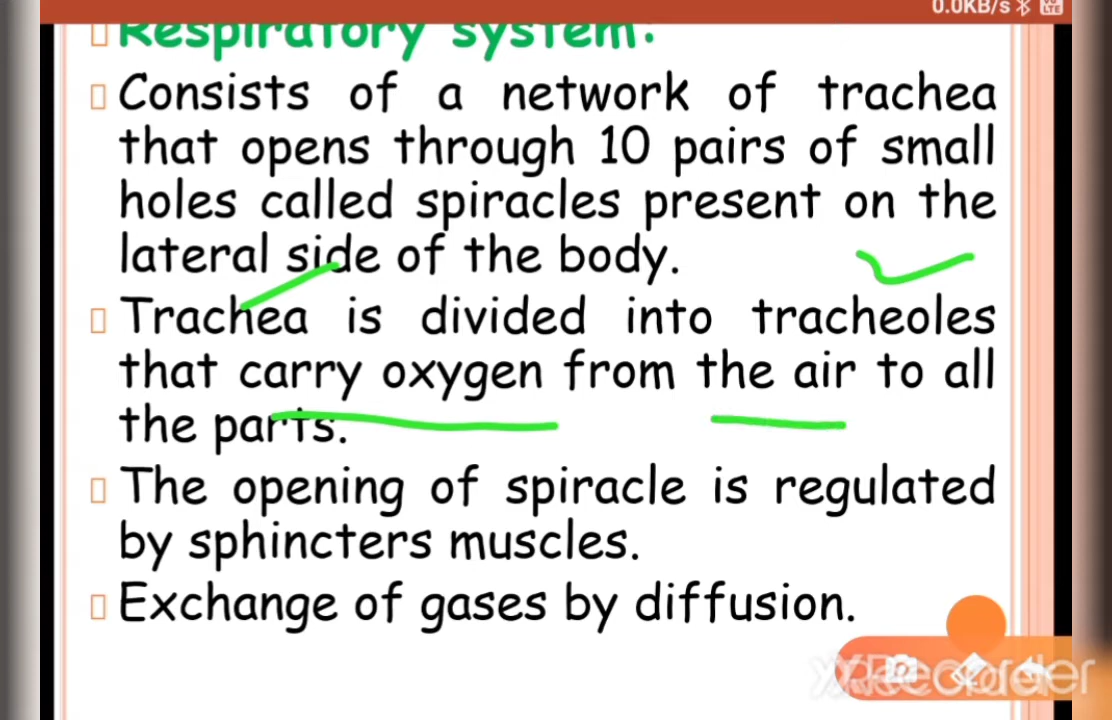 0.0KB/s
Respiratory system:
Consists of a network of trachea
that opens through 10 pairs of small
holes called spiracles present on the
lateral side of the body.
Trachea is divided into tracheoles
that carry oxygen from the air to all
the parts.
The opening of spiracle is regulated
by sphincters muscles.
Exchange of gases by diffusion.